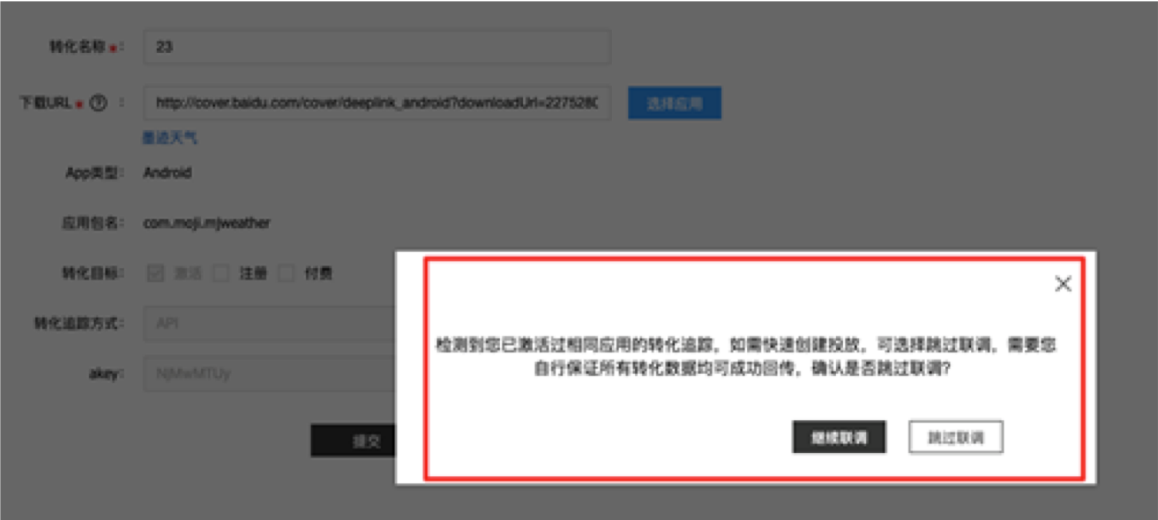 转化名称*： 23
下载URL* ? ： http://cover.baidu.com/cover/deeplink_android?downloadUrl=227528C 选择应用
墨迹天气
App类型： Android
应用包名： com.moji.mjweather
转化目标： 激活 注册 付费
转化追踪方式： API
akey： NjMwMTUy
提交
检测到您已激活过相同应用的转化追踪，如需快速创建投放，可选择跳过联调，需要您
自行保证所有转化数据均可成功回传，确认是否跳过联调？
继续联调 跳过联调